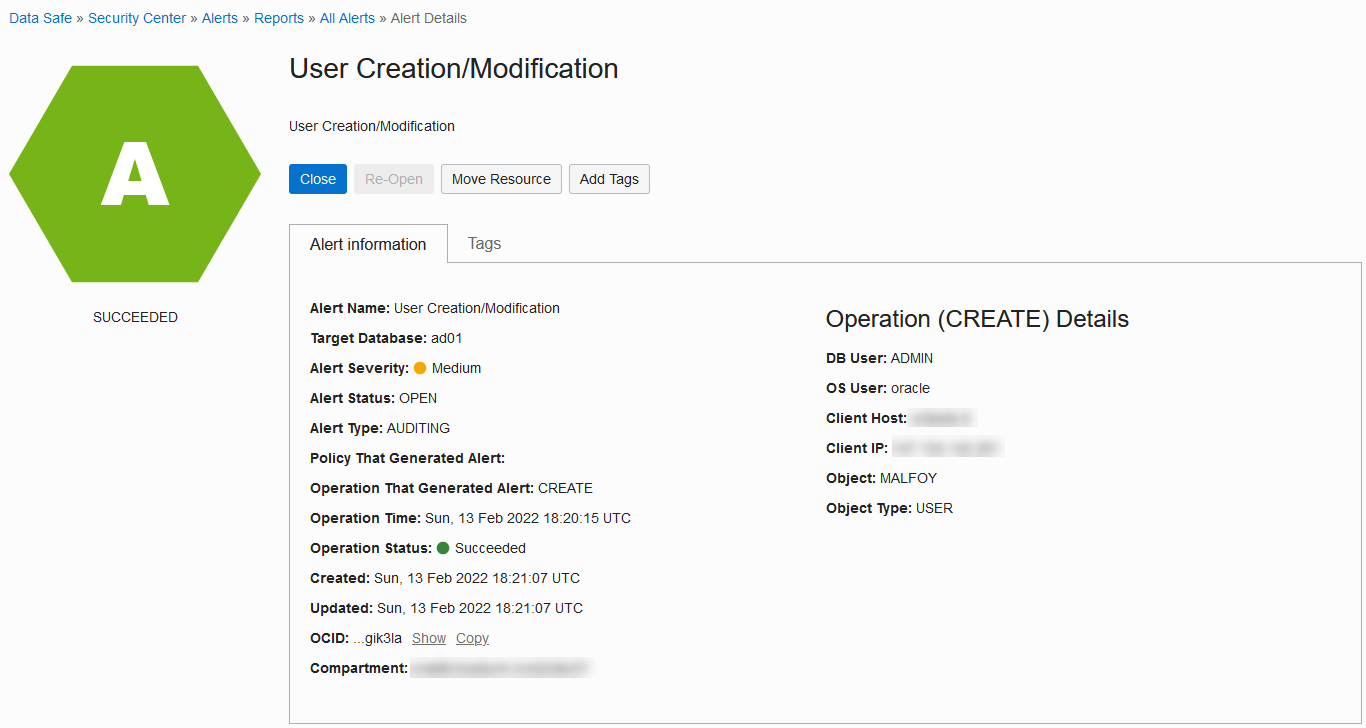 Data Safe » Security Center » Alerts » Reports » All Alerts » Alert Details
A
SUCCEEDED
User Creation/Modification
User Creation/Modification
Close Re-Open Move Resource Add Tags
Alert information Tags
Alert Name: User Creation/Modification
Target Database: ad01
Alert Severity: Medium
Alert Status: OPEN
Alert Type: AUDITING
Policy That Generated Alert:
Operation That Generated Alert: CREATE
Operation Time: Sun, 13 Feb 2022 18:20:15 UTC
Operation Status: Succeeded
Created: Sun, 13 Feb 2022 18:21:07 UTC
Updated: Sun, 13 Feb 2022 18:21:07 UTC
OCID: ...gik3la Show Copy
Compartment:
Operation (CREATE) Details
DB User: ADMIN
OS User: oracle
Client Host:
Client IP:
Object: MALFOY
Object Type: USER